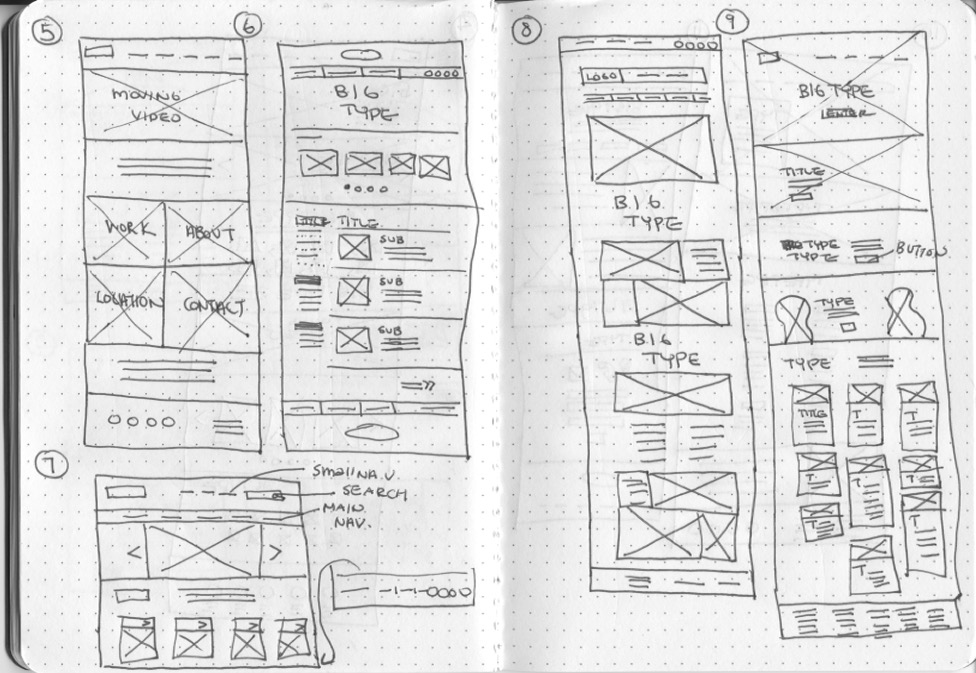 5
MOVING
VIDEO
WORK
ABOUT
LOCATION
CONTACT
6
BIG
TYPE
TITLE
TITLE
SUB
SUB
SUB
7
Small NAV.
SEARCH
MAIN
NAV.
8
LOGO
BIG
TYPE
BIG
TYPE
9
BIG TYPE
CENTER
TITLE
BIG TYPE
TYPE
BUTTON
TYPE
TYPE
TITLE
T
T
T
T
T
T
T
T